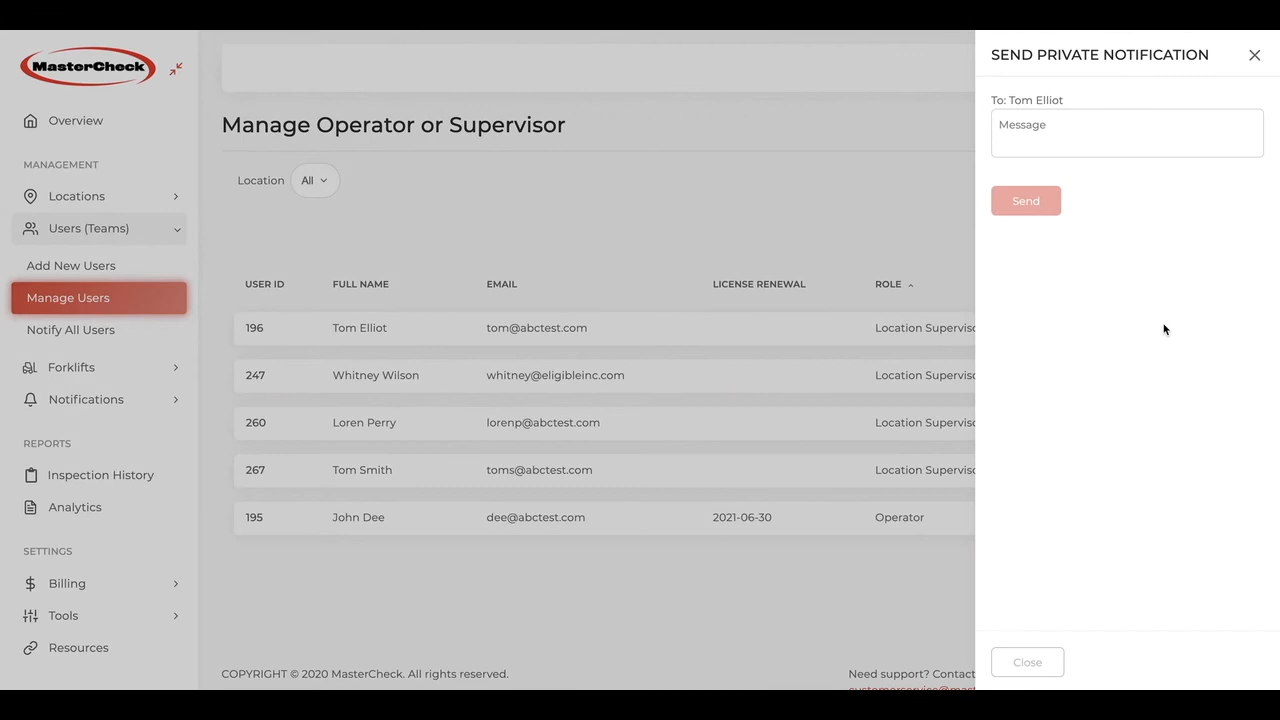 MasterCheck
Overview
MANAGEMENT
Locations
Users (Teams)
Add New Users
Manage Users
Notify All Users
Forklifts
Notifications
REPORTS
Inspection History
Analytics
SETTINGS
Billing
Tools
Resources
Manage Operator or Supervisor
Location All
USER ID FULL NAME EMAIL LICENSE RENEWAL ROLE
196 Tom Elliot tom@abctest.com Location Superviso
247 Whitney Wilson whitney@eligibleinc.com Location Superviso
260 Loren Perry lorenp@abctest.com Location Superviso
267 Tom Smith toms@abctest.com Location Superviso
195 John Dee dee@abctest.com 2021-06-30 Operator
COPYRIGHT © 2020 MasterCheck. All rights reserved.
Need support? Contact
SEND PRIVATE NOTIFICATION
To: Tom Elliot
Message
Send
Close